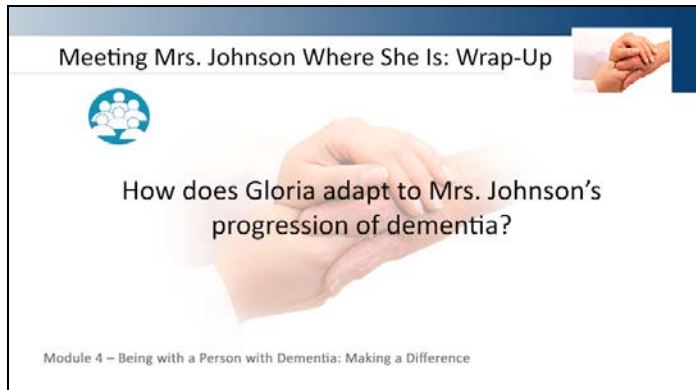 Meeting Mrs. Johnson Where She Is: Wrap-Up
How does Gloria adapt to Mrs. Johnson’s
progression of dementia?
Module 4 – Being with a Person with Dementia: Making a Difference